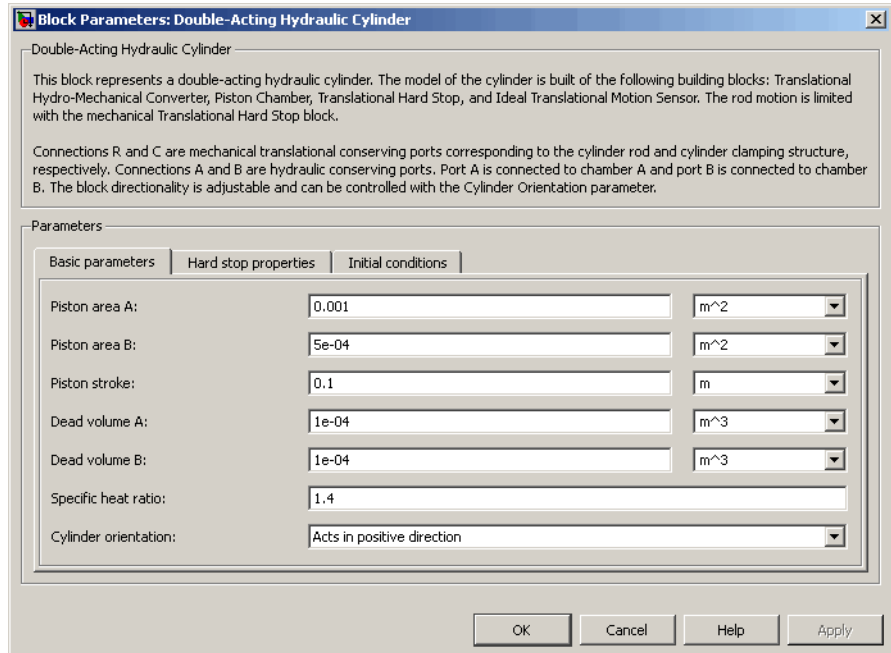 Block Parameters: Double-Acting Hydraulic Cylinder
Double-Acting Hydraulic Cylinder
This block represents a double-acting hydraulic cylinder. The model of the cylinder is built of the following building blocks: Translational
Hydro-Mechanical Converter, Piston Chamber, Translational Hard Stop, and Ideal Translational Motion Sensor. The rod motion is limited
with the mechanical Translational Hard Stop block.
Connections R and C are mechanical translational conserving ports corresponding to the cylinder rod and cylinder clamping structure,
respectively. Connections A and B are hydraulic conserving ports. Port A is connected to chamber A and port B is connected to chamber
B. The block directionality is adjustable and can be controlled with the Cylinder Orientation parameter.
Parameters
Basic parameters Hard stop properties Initial conditions
Piston area A: 0.001 m^2
Piston area B: 5e-04 m^2
Piston stroke: 0.1 m
Dead volume A: 1e-04 m^3
Dead volume B: 1e-04 m^3
Specific heat ratio: 1.4
Cylinder orientation: Acts in positive direction
OK Cancel Help Apply